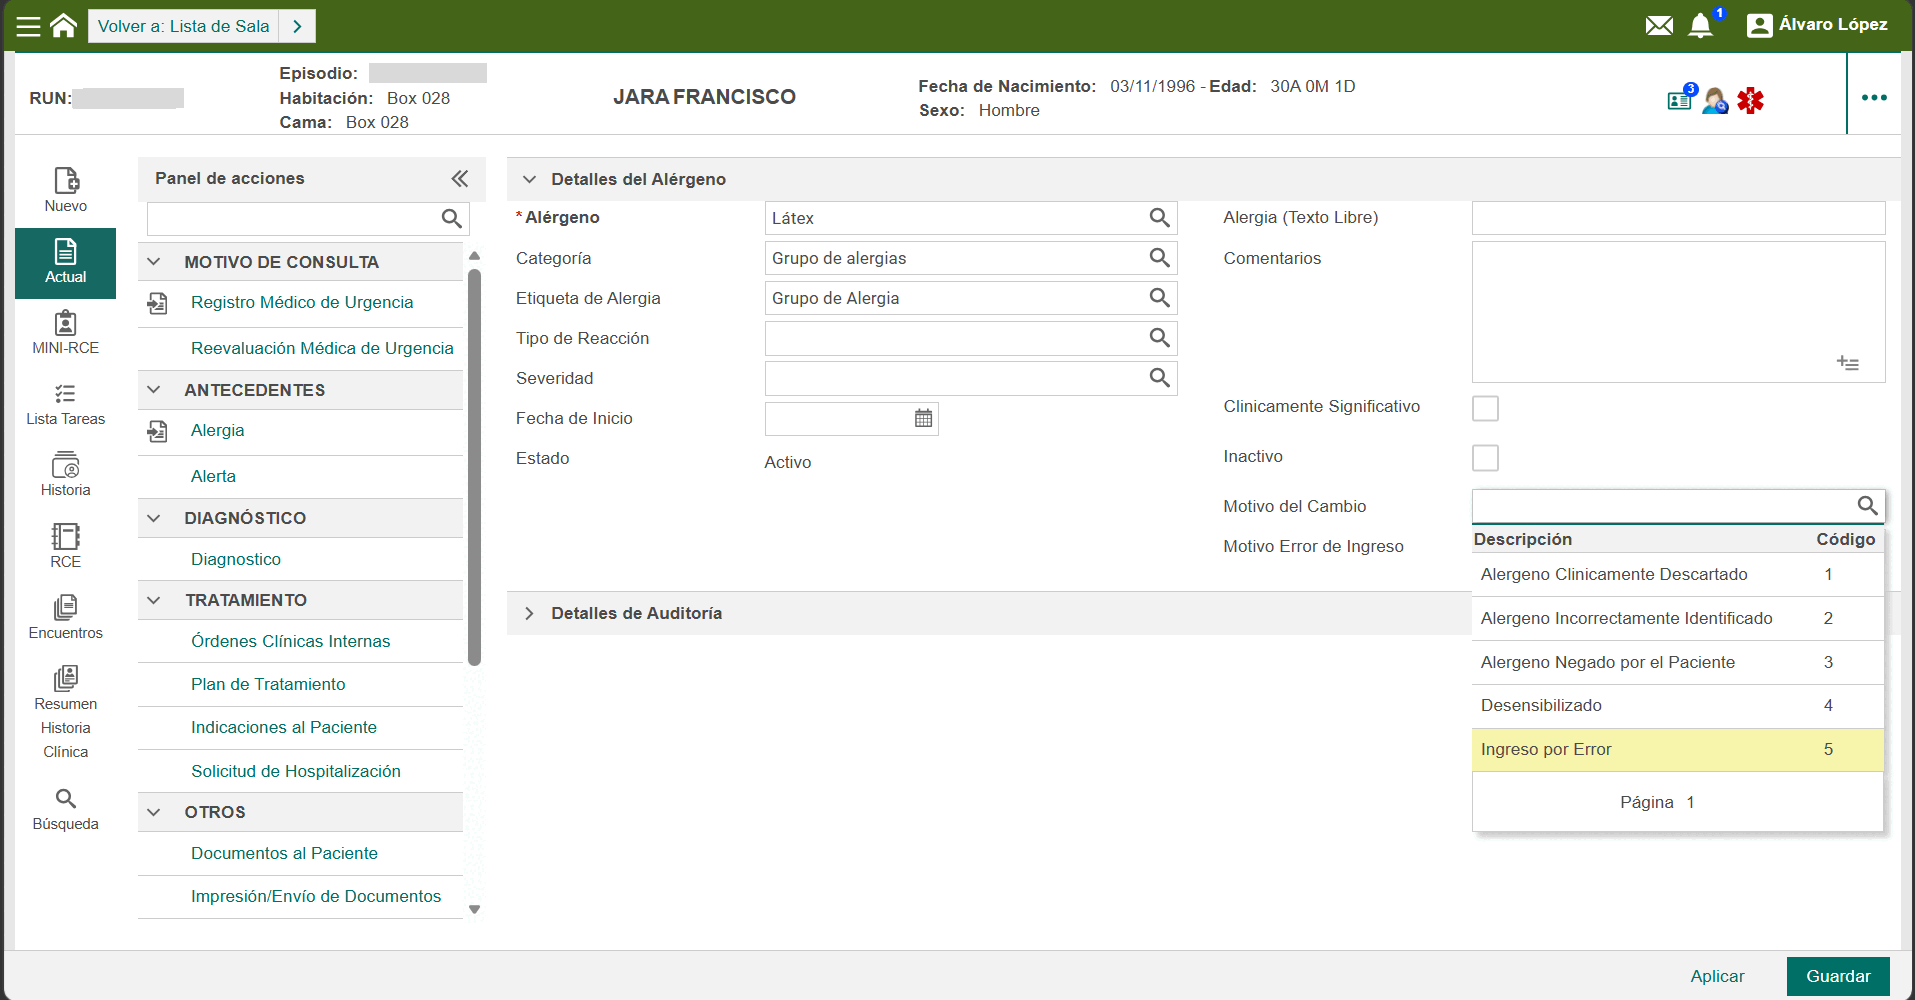 Volver a: Lista de Sala
1
Álvaro López
RUN:
Episodio:
Habitación: Box 028
Cama: Box 028
JARA FRANCISCO
Fecha de Nacimiento: 03/11/1996 - Edad: 30A 0M 1D
Sexo: Hombre
3
Nuevo
Actual
MINI-RCE
Lista Tareas
Historia
RCE
Encuentros
Resumen
Historia
Clínica
Búsqueda
Panel de acciones
MOTIVO DE CONSULTA
Registro Médico de Urgencia
Reevaluación Médica de Urgencia
ANTECEDENTES
Alergia
Alerta
DIAGNÓSTICO
Diagnostico
TRATAMIENTO
Órdenes Clínicas Internas
Plan de Tratamiento
Indicaciones al Paciente
Solicitud de Hospitalización
OTROS
Documentos al Paciente
Impresión/Envío de Documentos
Detalles del Alérgeno
*Alérgeno Látex
Categoría Grupo de alergias
Etiqueta de Alergia Grupo de Alergia
Tipo de Reacción
Severidad
Fecha de Inicio
Estado Activo
Alergia (Texto Libre)
Comentarios
Clinicamente Significativo
Inactivo
Motivo del Cambio
Motivo Error de Ingreso
Descripción Código
Alergeno Clinicamente Descartado 1
Alergeno Incorrectamente Identificado 2
Alergeno Negado por el Paciente 3
Desensibilizado 4
Ingreso por Error 5
Página 1
Detalles de Auditoría
Aplicar
Guardar